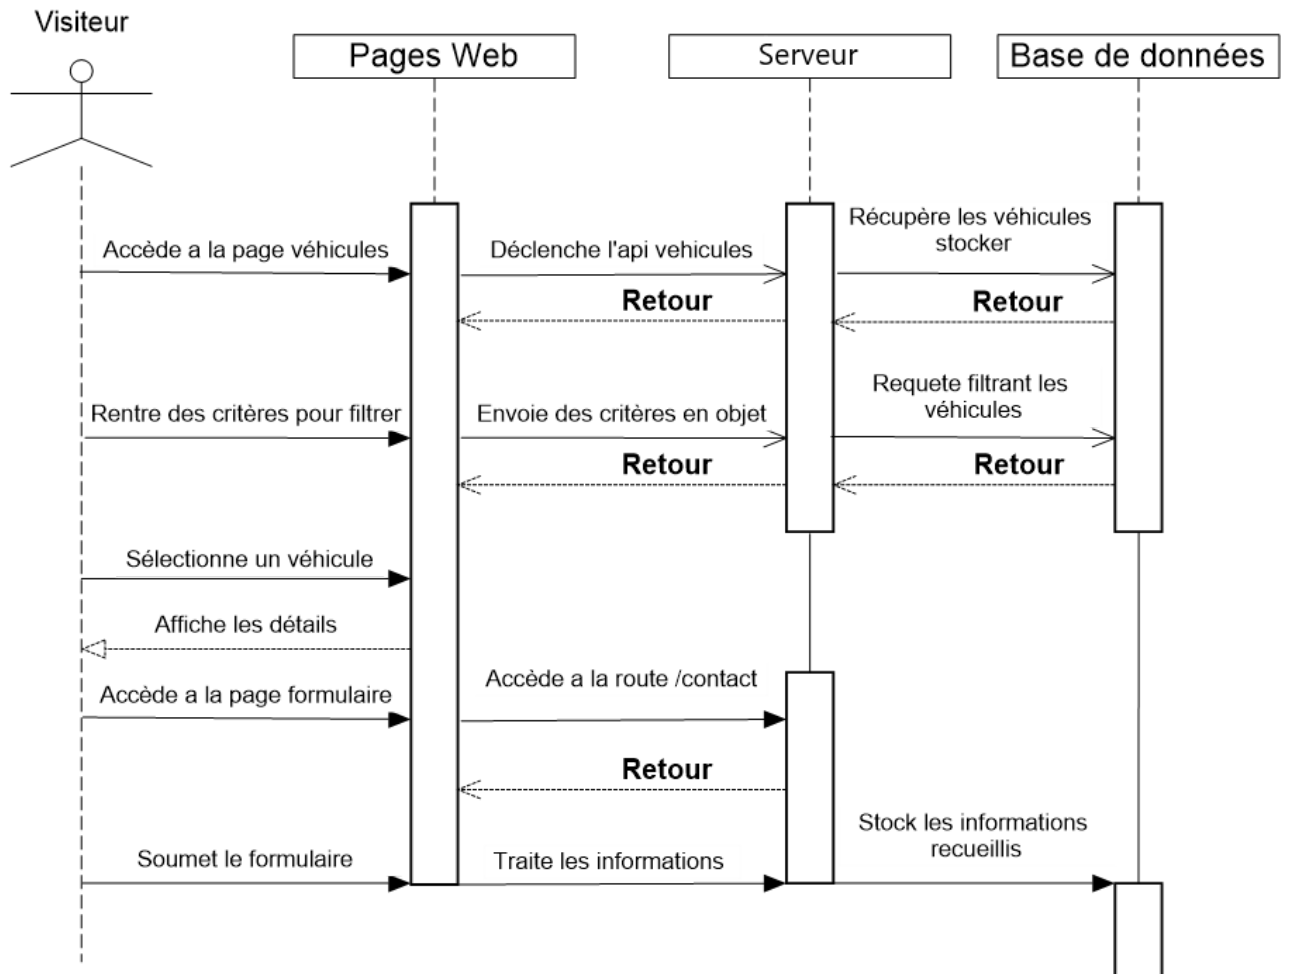 Visiteur
Pages Web
Serveur
Base de données
Accède a la page véhicules
Déclenche l'api vehicules
Récupère les véhicules
stocker
Retour
Retour
Rentre des critères pour filtrer
Envoie des critères en objet
Requete filtrant les
véhicules
Retour
Retour
Sélectionne un véhicule
Affiche les détails
Accède a la page formulaire
Accède a la route /contact
Retour
Soumet le formulaire
Traite les informations
Stock les informations
recueillis